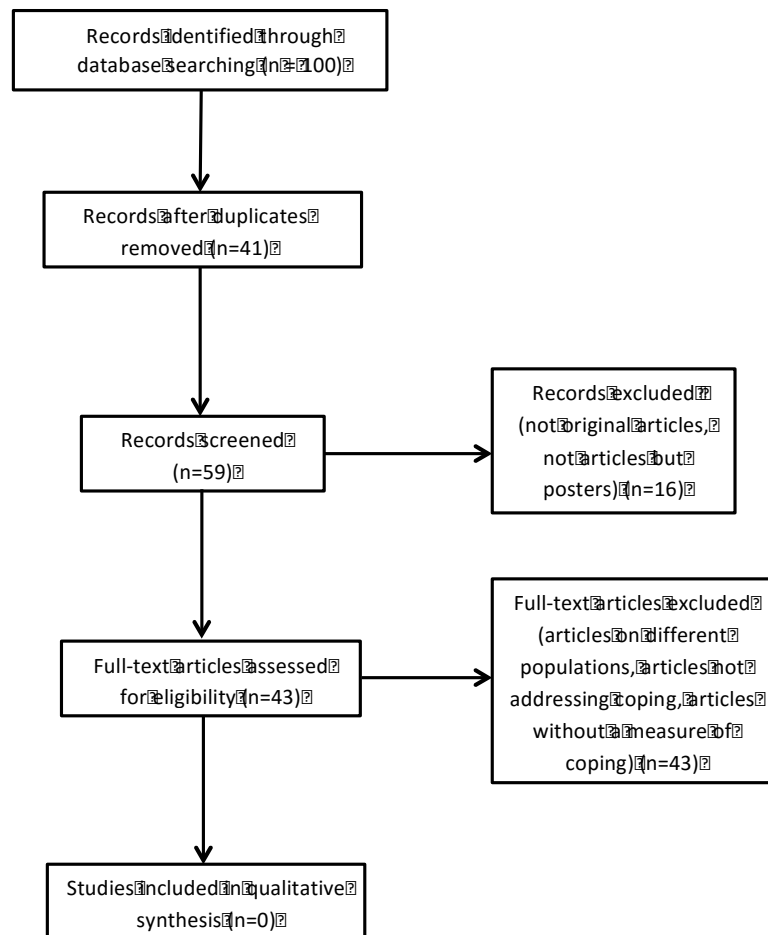 Records identified through
database searching (n = 100)
Records after duplicates
removed (n=41)
Records screened
(n=59)
Records excluded
(not original articles,
not articles but
posters) (n=16)
Full-text articles assessed
for eligibility (n=43)
Full-text articles excluded
(articles on different
populations, articles not
addressing coping, articles
without a measure of
coping) (n=43)
Studies included in qualitative
synthesis (n=0)